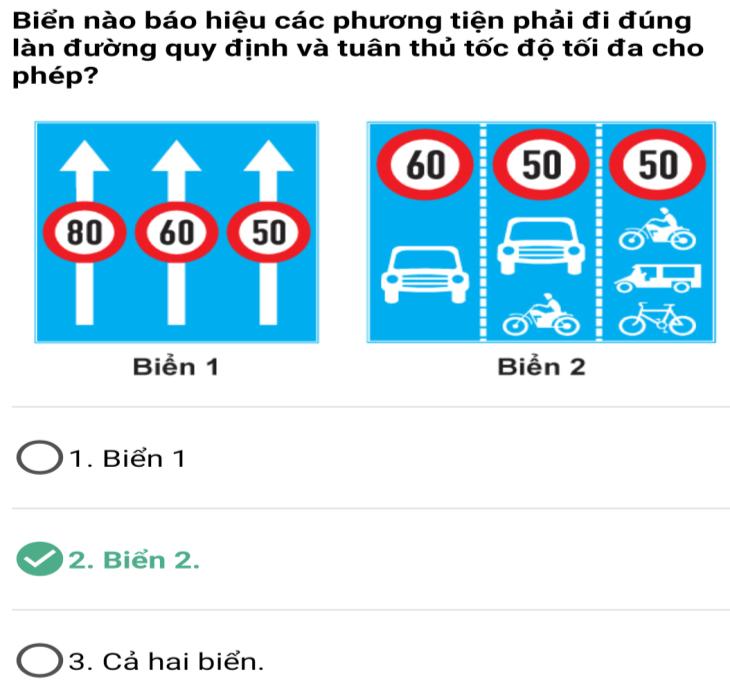 Biển nào báo hiệu các phương tiện phải đi đúng
làn đường quy định và tuân thủ tốc độ tối đa cho
phép?
60 50 50
80 60 50
Biển 1 Biển 2
1. Biển 1
2. Biển 2.
3. Cả hai biển.